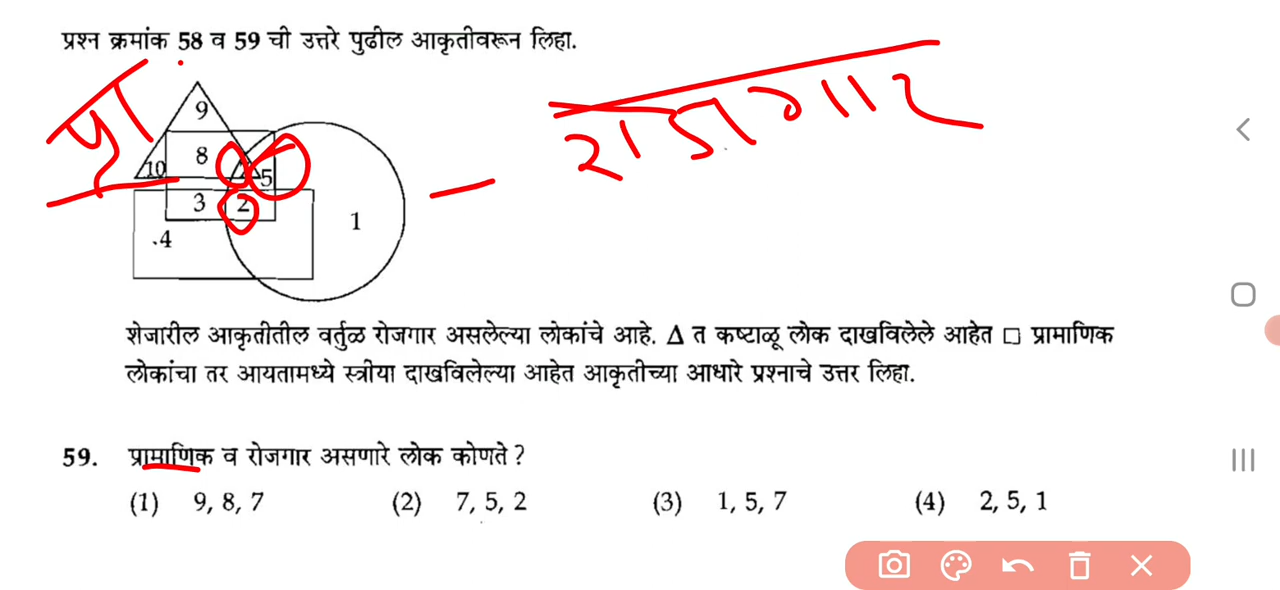 प्रश्न क्रमांक 58 व 59 ची उत्तरे पुढील आकृतीवरून लिहा.
प्रा. – राजगार
9
10 8 5
3 2 1
.4
शेजारील आकृतीतील वर्तुळ रोजगार असलेल्या लोकांचे आहे. Δ त कष्टाळू लोक दाखविलेले आहेत □ प्रामाणिक
लोकांचा तर आयतामध्ये स्त्रीया दाखविलेल्या आहेत आकृतीच्या आधारे प्रश्नाचे उत्तर लिहा.
59. प्रामाणिक व रोजगार असणारे लोक कोणते ?
(1) 9, 8, 7 (2) 7, 5, 2 (3) 1, 5, 7 (4) 2, 5, 1